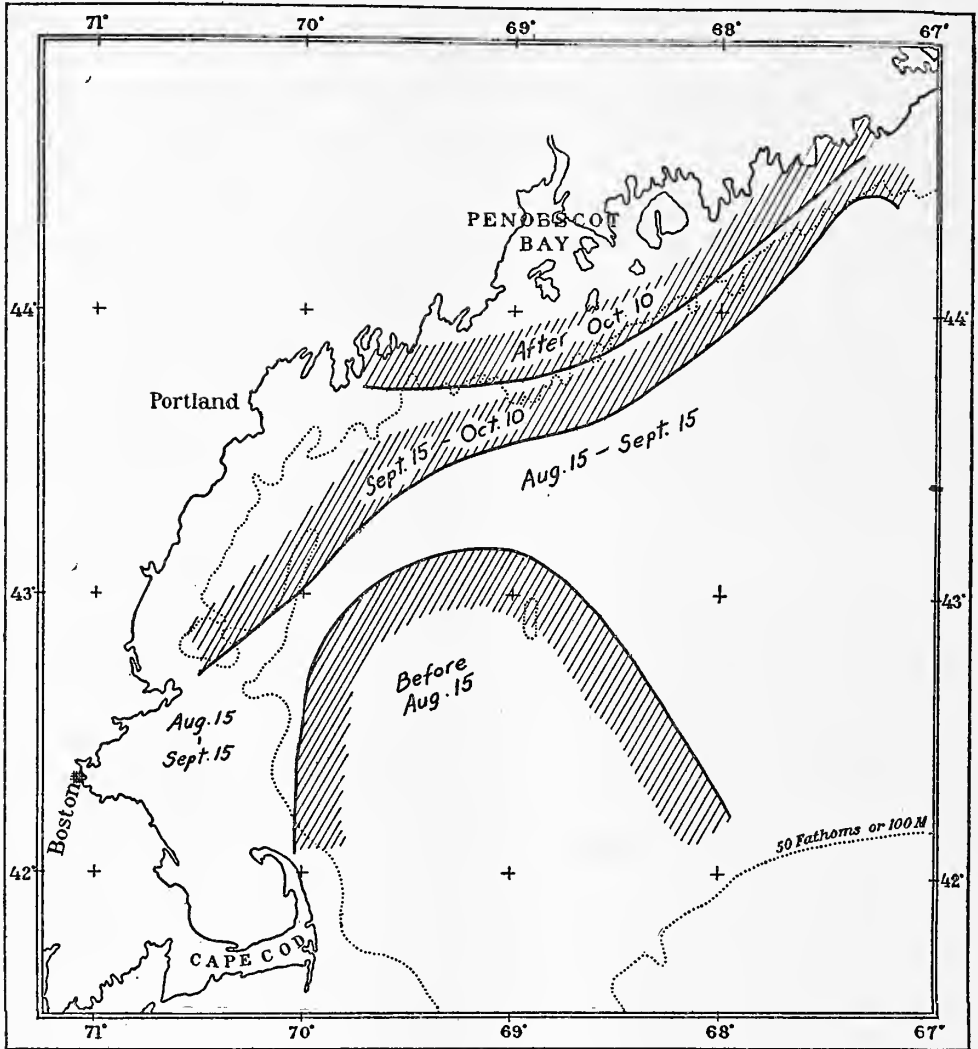 71° 70° 69° 68° 67°
PENOBSCOT
BAY
44° 44°
After Oct. 10
Portland
Sept. 15 - Oct. 10
Aug. 15 - Sept. 15
43° 43°
Before
Aug. 15
Aug. 15
-
Sept. 15
Boston
50 Fathoms or 100 M
42° 42°
CAPE COD
71° 70° 69° 68° 67°